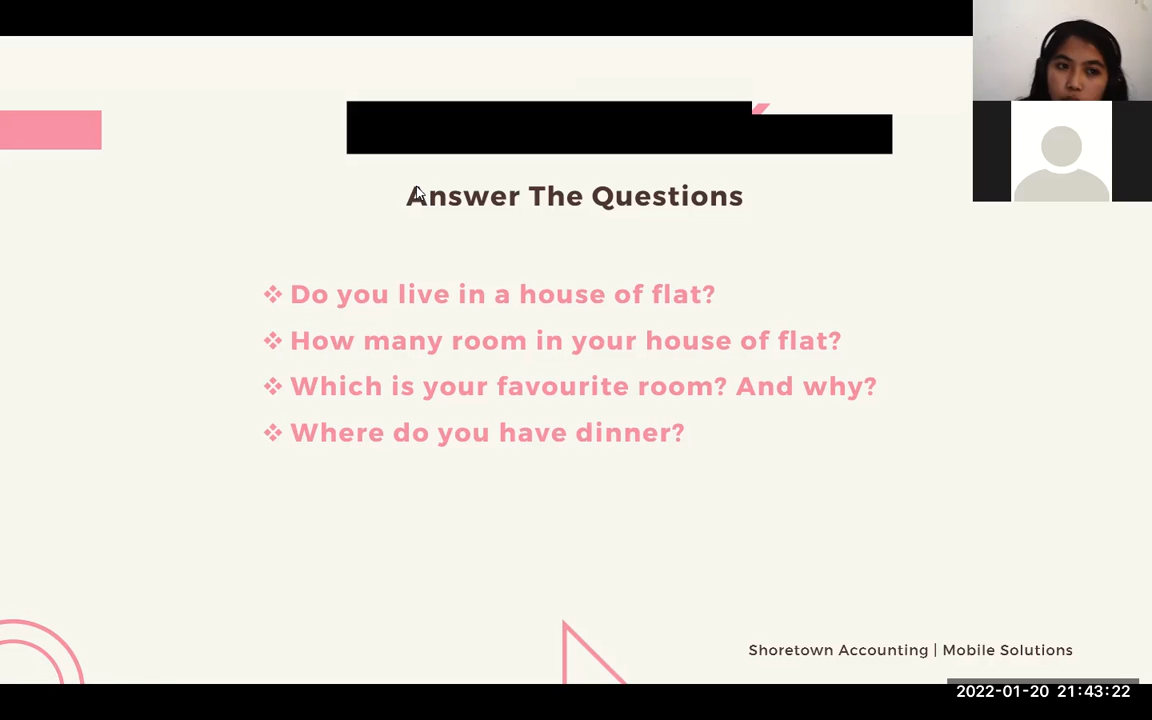 Answer The Questions
❖ Do you live in a house of flat?
❖ How many room in your house of flat?
❖ Which is your favourite room? And why?
❖ Where do you have dinner?
Shoretown Accounting | Mobile Solutions
2022-01-20 21:43:22